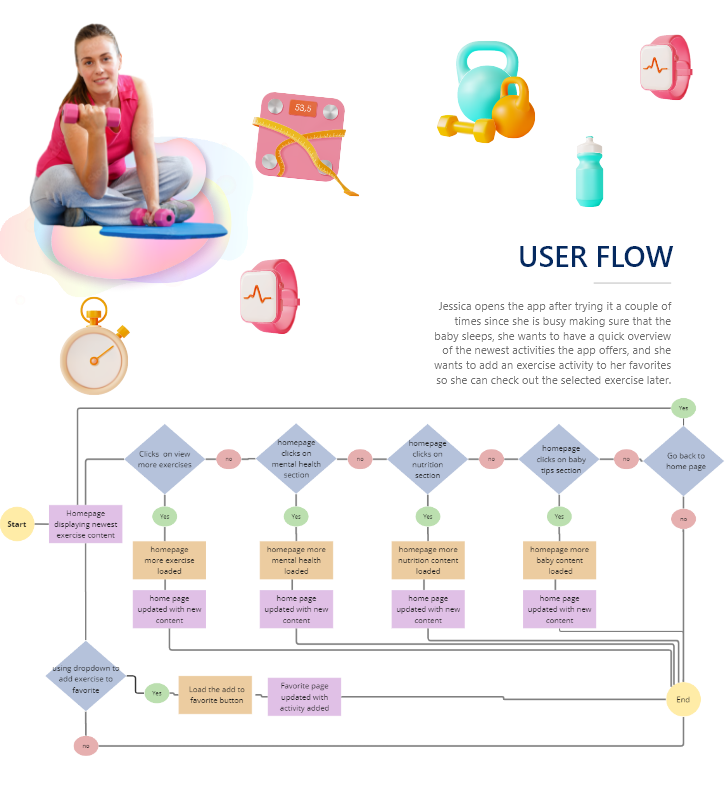 53,5
USER FLOW
Jessica opens the app after trying it a couple of
times since she is busy making sure that the
baby sleeps, she wants to have a quick overview
of the newest activities the app offers, and she
wants to add an exercise activity to her favorites
so she can check out the selected exercise later.
Yes
Clicks on view
more exercises
no
homepage
clicks on
mental health
section
no
homepage
clicks on
nutrition
section
no
homepage
clicks on baby
tips section
no
Go back to
home page
Start
Homepage
displaying newest
exercise content
Yes
Yes
Yes
Yes
no
homepage
more exercise
loaded
homepage more
mental health
loaded
homepage more
nutrition content
loaded
homepage more
baby content
loaded
home page
updated with new
content
home page
updated with new
content
home page
updated with new
content
home page
updated with new
content
using dropdown to
add exercise to
favorite
Yes
Load the add to
favorite button
Favorite page
updated with
activity added
End
no